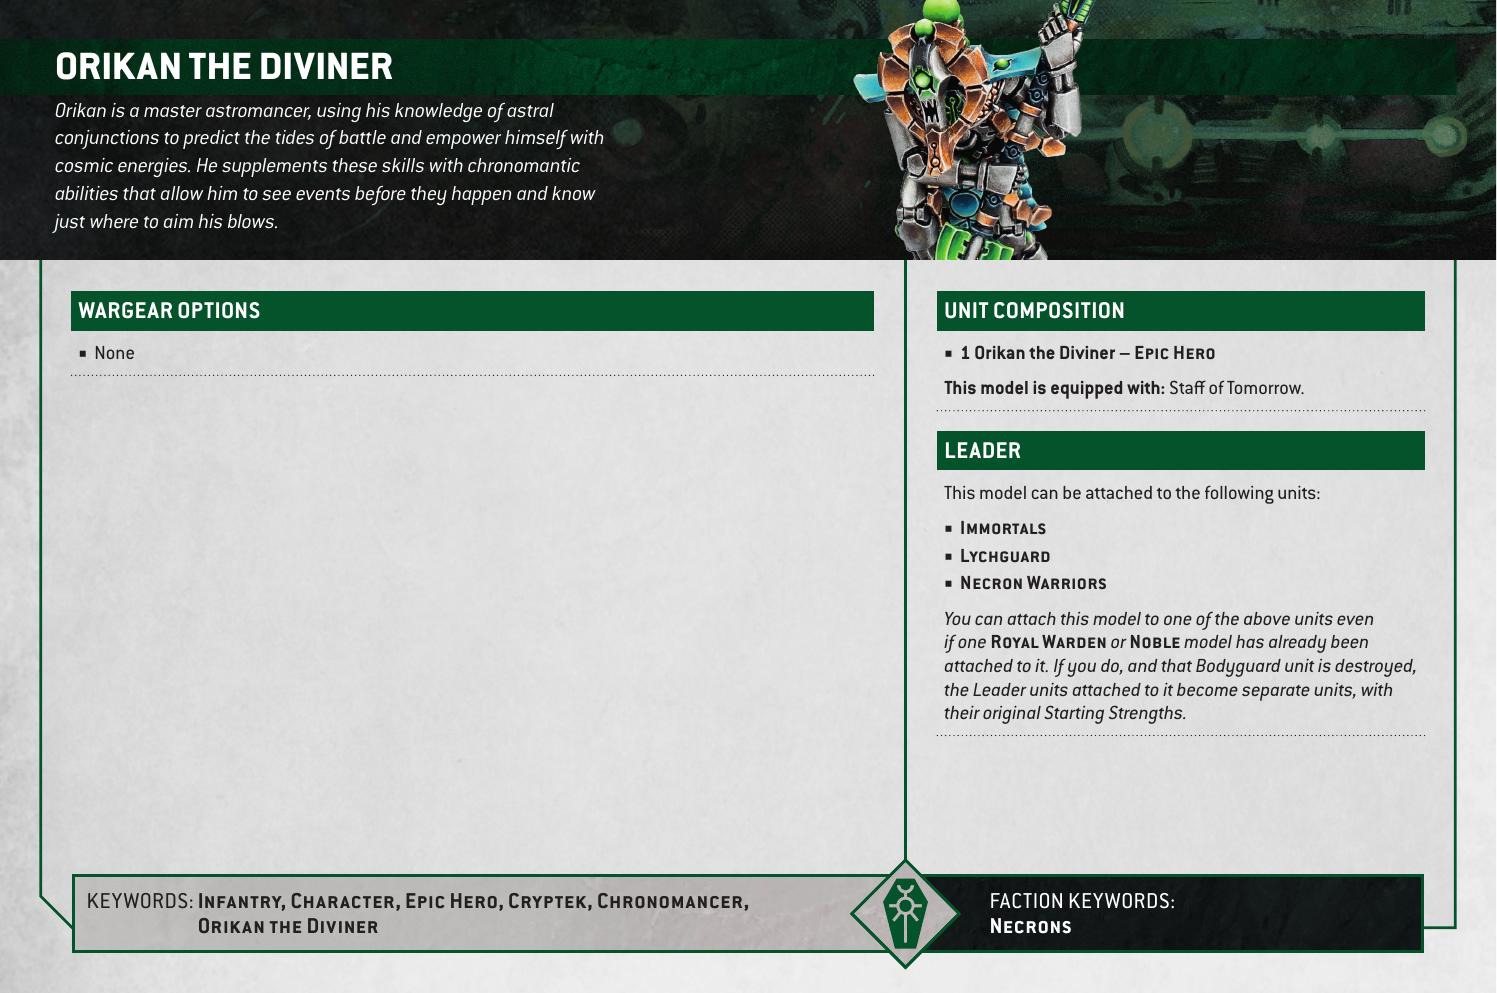 ORIKAN THE DIVINER
Orikan is a master astromancer, using his knowledge of astral
conjunctions to predict the tides of battle and empower himself with
cosmic energies. He supplements these skills with chronomantic
abilities that allow him to see events before they happen and know
just where to aim his blows.
WARGEAR OPTIONS
▪ None
UNIT COMPOSITION
▪ 1 Orikan the Diviner – EPIC HERO
This model is equipped with: Staff of Tomorrow.
LEADER
This model can be attached to the following units:
▪ IMMORTALS
▪ LYCHGUARD
▪ NECRON WARRIORS
You can attach this model to one of the above units even
if one ROYAL WARDEN or NOBLE model has already been
attached to it. If you do, and that Bodyguard unit is destroyed,
the Leader units attached to it become separate units, with
their original Starting Strengths.
KEYWORDS: INFANTRY, CHARACTER, EPIC HERO, CRYPTEK, CHRONOMANCER,
ORIKAN THE DIVINER
FACTION KEYWORDS:
NECRONS